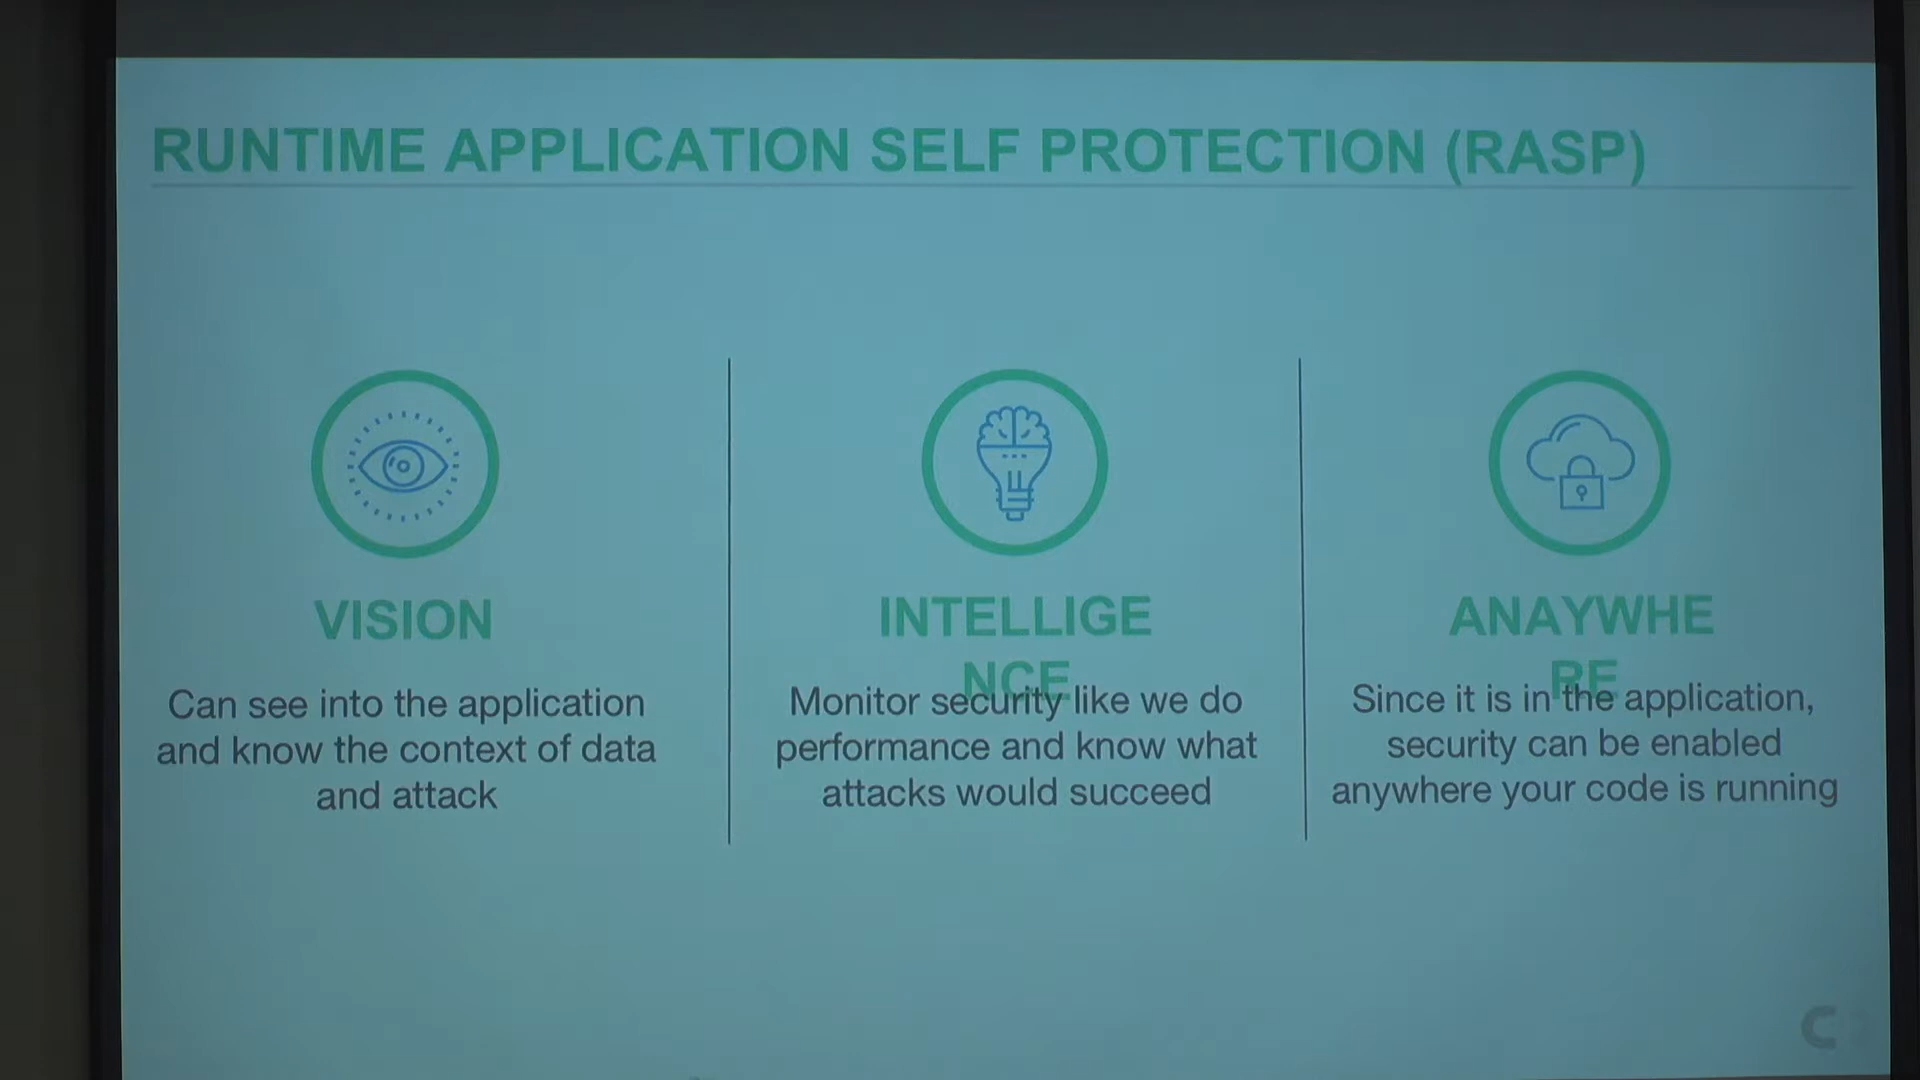 RUNTIME APPLICATION SELF PROTECTION (RASP)
VISION
Can see into the application
and know the context of data
and attack
INTELLIGE
NCE
Monitor security like we do
performance and know what
attacks would succeed
ANAYWHE
RE
Since it is in the application,
security can be enabled
anywhere your code is running